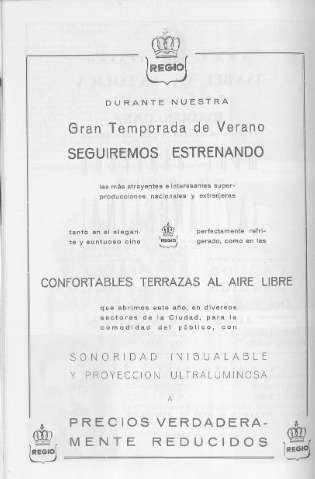 REGIO
DURANTE NUESTRA
Gran Temporada de Verano
SEGUIREMOS ESTRENANDO
las más atrayentes e interesantes super-
producciones nacionales y extranjeras
tanto en el elegan-
te y suntuoso cine
REGIO
perfectamente refri-
gerado, como en las
CONFORTABLES TERRAZAS AL AIRE LIBRE
que abrimos este año, en diversos
sectores de la Ciudad, para la
comodidad del público, con
SONORIDAD INIGUALABLE
Y PROYECCION ULTRALUMINOSA
A
PRECIOS VERDADERA-
MENTE REDUCIDOS
REGIO
REGIO